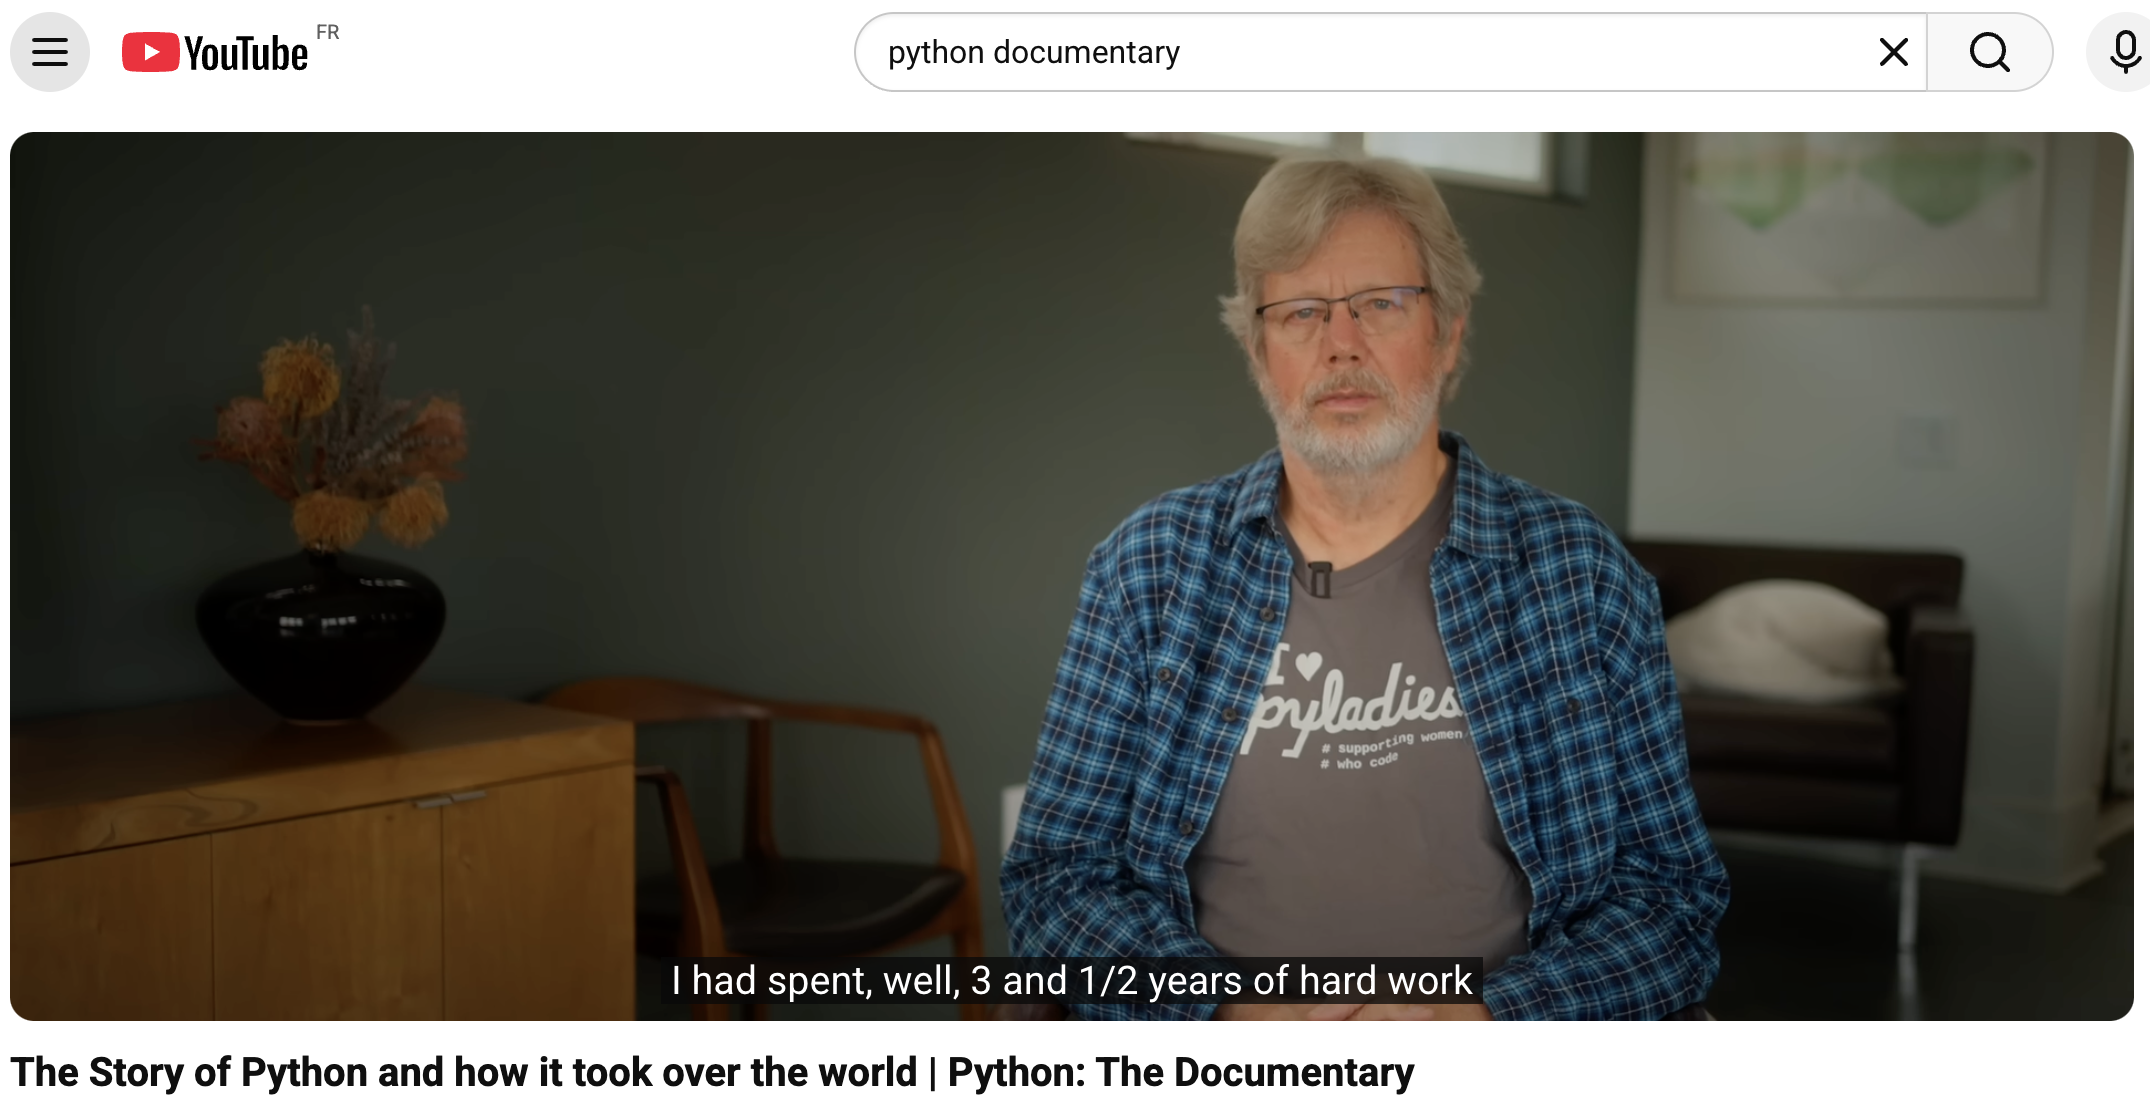 YouTube FR
python documentary
I ♥
pyladies
# supporting women
# who code
I had spent, well, 3 and 1/2 years of hard work
The Story of Python and how it took over the world | Python: The Documentary